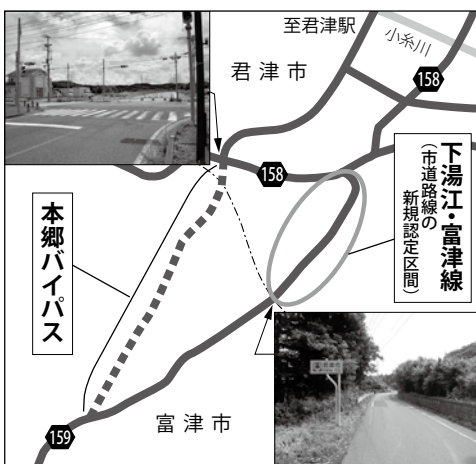 至君津駅
小糸川
君津市
158
158
下湯江・富津線
(市道路線の
新規認定区間)
本郷バイパス
富津市
159